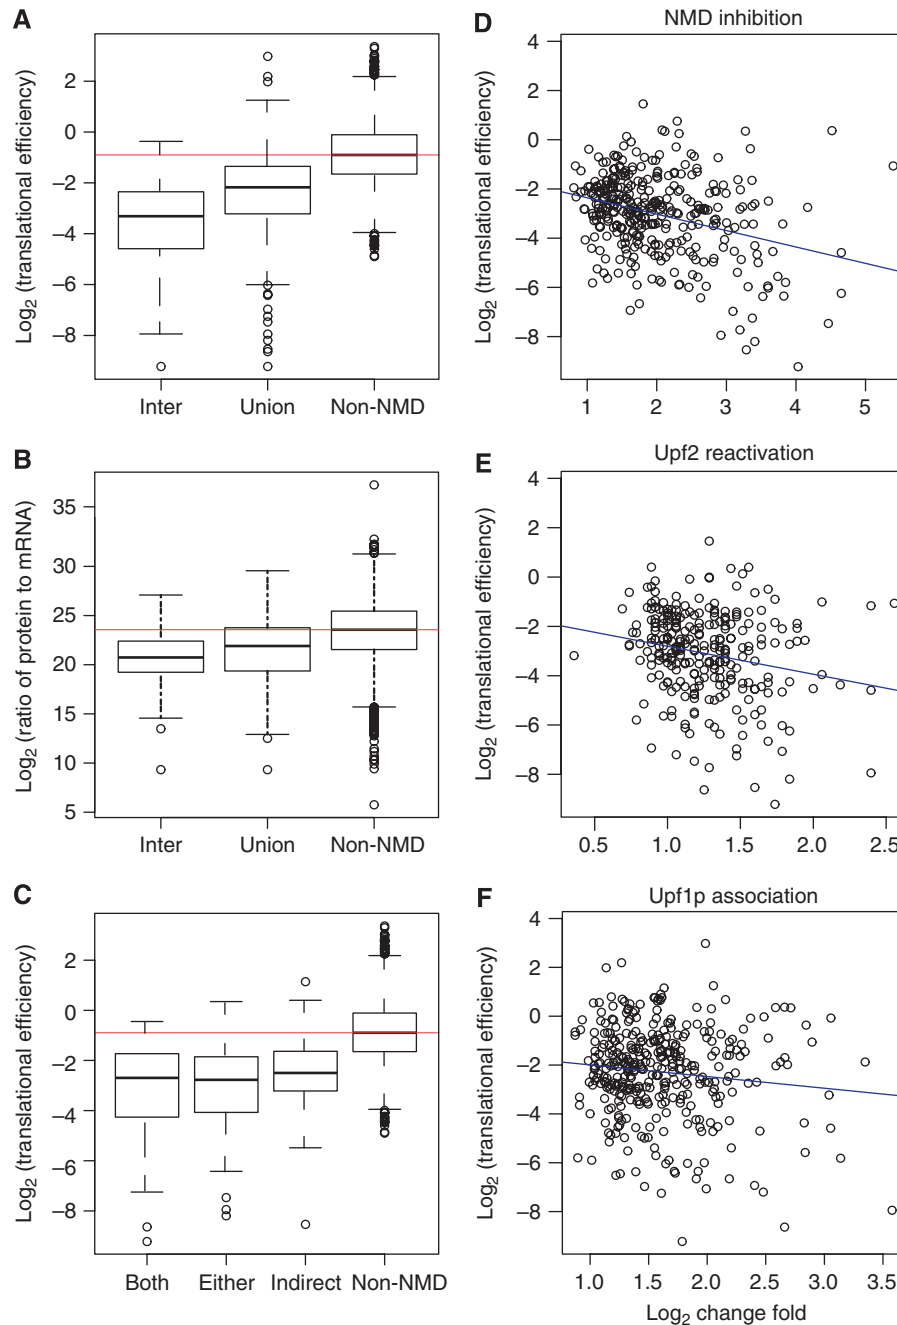 A
Log2 (translational efficiency)
2
0
−2
−4
−6
−8
Inter Union Non-NMD
B
Log2 (ratio of protein to mRNA)
35
30
25
20
15
10
5
Inter Union Non-NMD
C
Log2 (translational efficiency)
2
0
−2
−4
−6
−8
Both Either Indirect Non-NMD
D
NMD inhibition
Log2 (translational efficiency)
4
2
0
−2
−4
−6
−8
1 2 3 4 5
E
Upf2 reactivation
Log2 (translational efficiency)
4
2
0
−2
−4
−6
−8
0.5 1.0 1.5 2.0 2.5
F
Upf1p association
Log2 (translational efficiency)
4
2
0
−2
−4
−6
−8
1.0 1.5 2.0 2.5 3.0 3.5
Log2 change fold